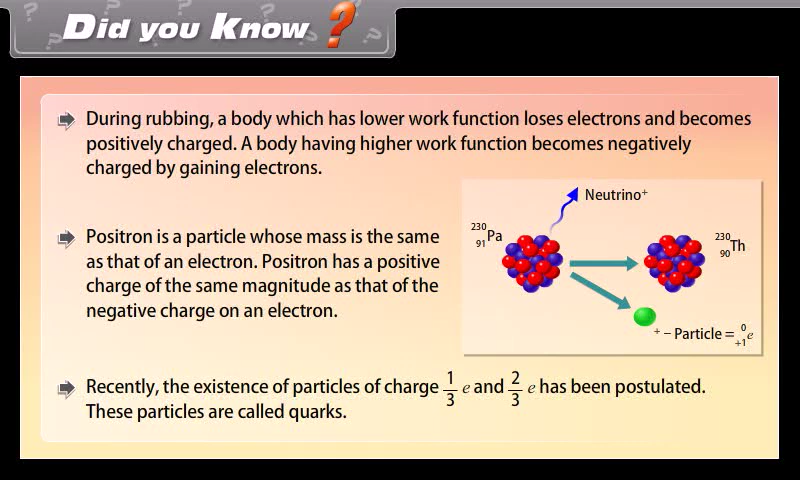 Did you Know ?
During rubbing, a body which has lower work function loses electrons and becomes
positively charged. A body having higher work function becomes negatively
charged by gaining electrons.
Neutrino⁺
²³⁰₉₁Pa
²³⁰₉₀Th
Positron is a particle whose mass is the same
as that of an electron. Positron has a positive
charge of the same magnitude as that of the
negative charge on an electron.
⁺ – Particle = ⁰₊₁e
Recently, the existence of particles of charge 1/3 e and 2/3 e has been postulated.
These particles are called quarks.